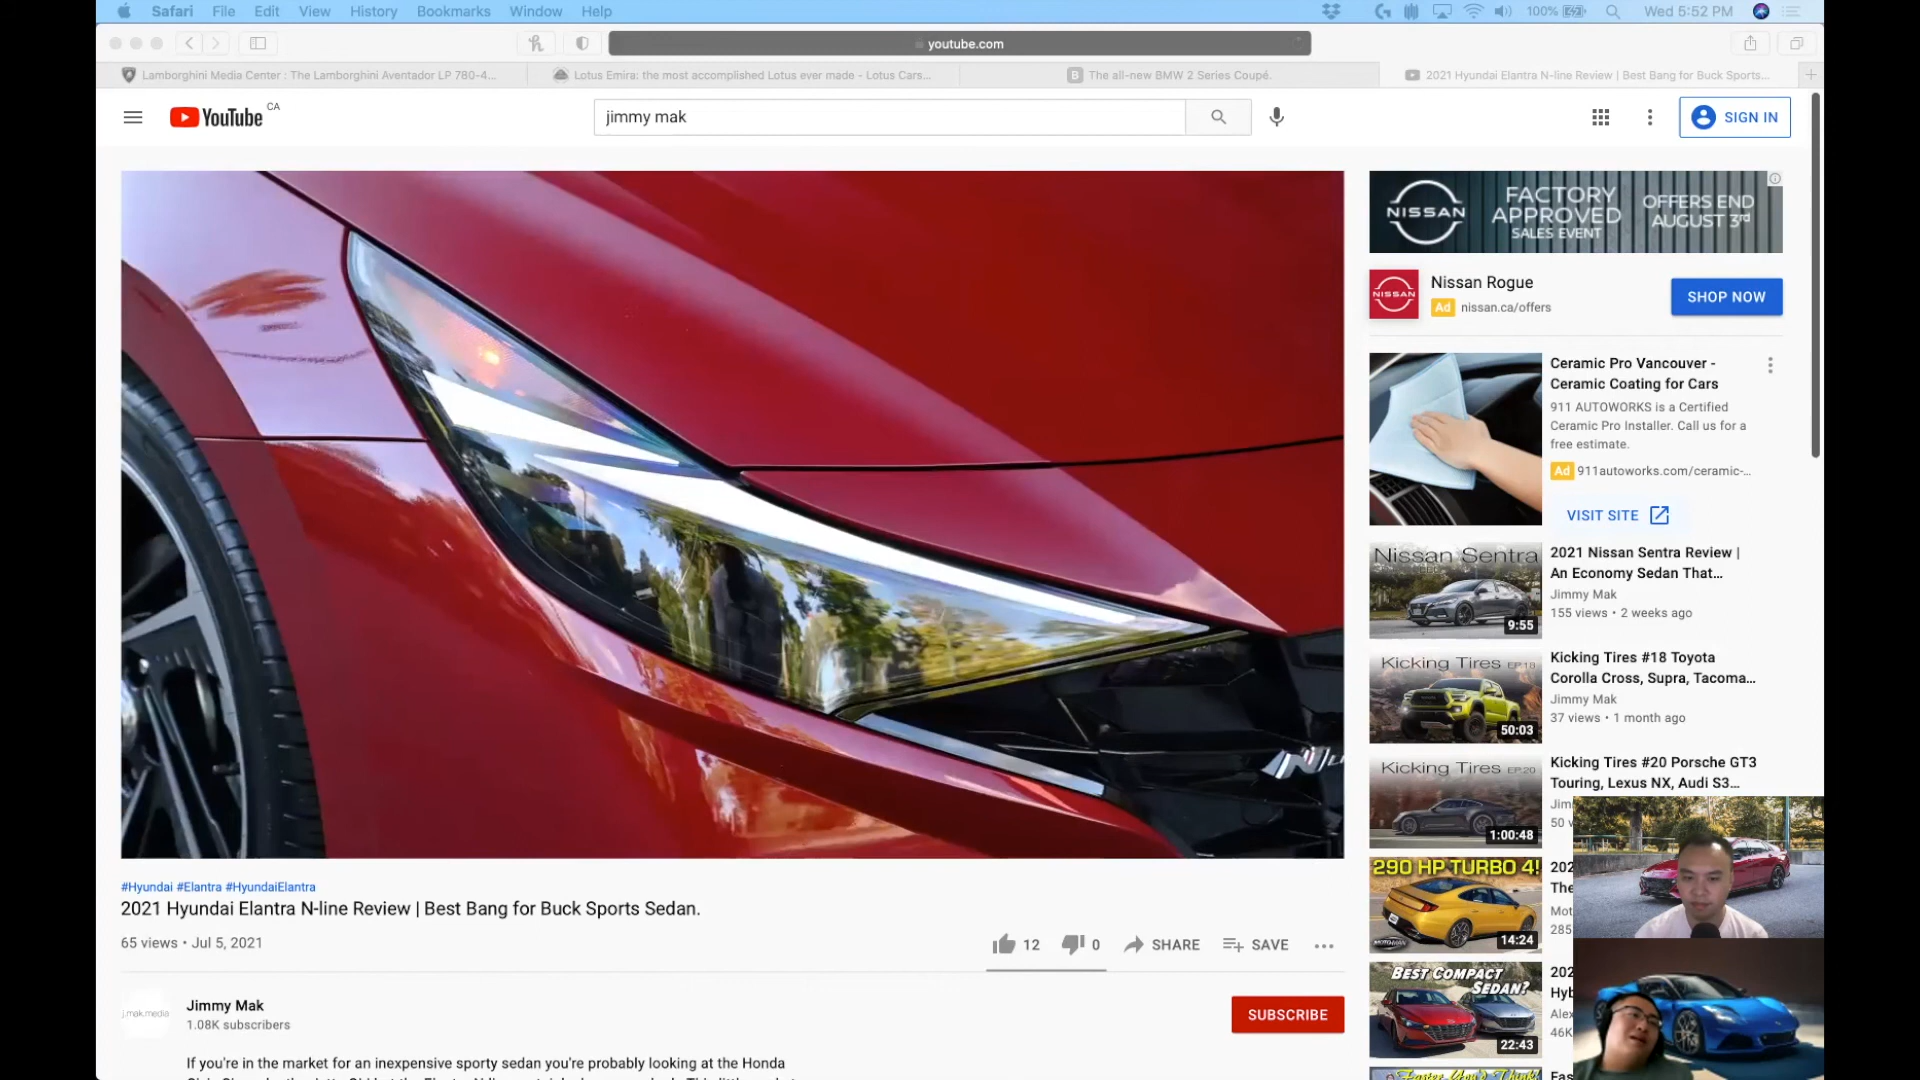 Safari File Edit View History Bookmarks Window Help
100%
Wed 5:52 PM
youtube.com
Lamborghini Media Center : The Lamborghini Aventador LP 780-4...
Lotus Emira: the most accomplished Lotus ever made - Lotus Cars...
B The all-new BMW 2 Series Coupé.
2021 Hyundai Elantra N-line Review | Best Bang for Buck Sports...
YouTube CA
jimmy mak
SIGN IN
NISSAN
FACTORY
APPROVED
SALES EVENT
OFFERS END
AUGUST 3rd
NISSAN
Nissan Rogue
Ad nissan.ca/offers
SHOP NOW
Ceramic Pro Vancouver -
Ceramic Coating for Cars
911 AUTOWORKS is a Certified
Ceramic Pro Installer. Call us for a
free estimate.
Ad 911autoworks.com/ceramic-...
VISIT SITE
Nissan Sentra
9:55
2021 Nissan Sentra Review |
An Economy Sedan That...
Jimmy Mak
155 views • 2 weeks ago
Kicking Tires EP.18
50:03
Kicking Tires #18 Toyota
Corolla Cross, Supra, Tacoma...
Jimmy Mak
37 views • 1 month ago
Kicking Tires EP.20
1:00:48
Kicking Tires #20 Porsche GT3
Touring, Lexus NX, Audi S3...
290 HP TURBO 4!
14:24
BEST COMPACT
SEDAN?
22:43
#Hyundai #Elantra #HyundaiElantra
2021 Hyundai Elantra N-line Review | Best Bang for Buck Sports Sedan.
65 views • Jul 5, 2021
12
0
SHARE
SAVE
j.mak.media
Jimmy Mak
1.08K subscribers
SUBSCRIBE
If you're in the market for an inexpensive sporty sedan you're probably looking at the Honda